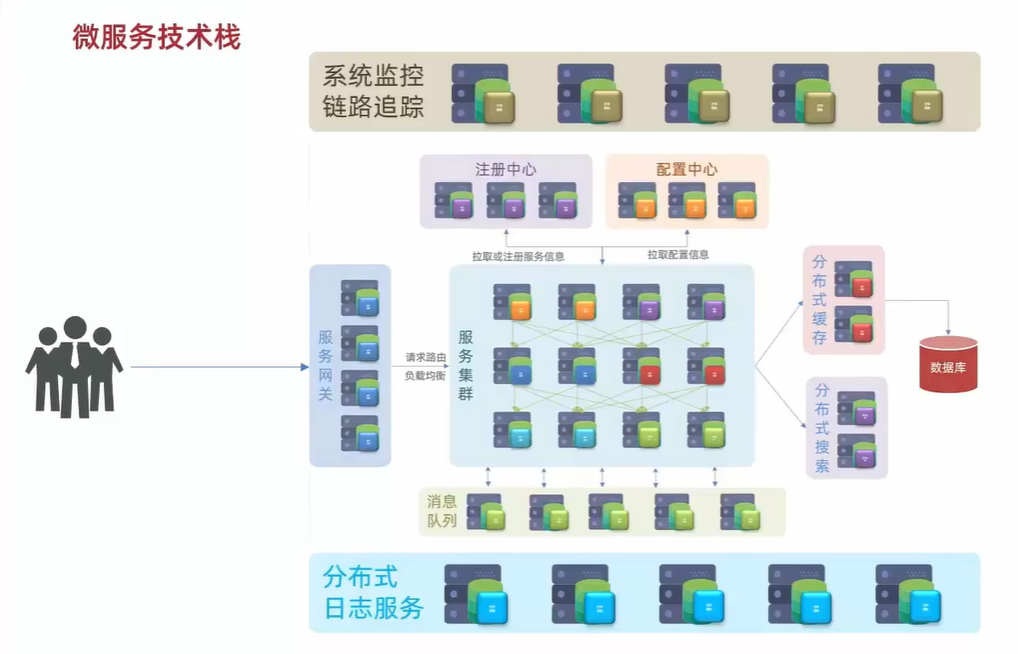 微服务技术栈
系统监控
链路追踪
注册中心
配置中心
拉取或注册服务信息
拉取配置信息
服务网关
请求路由
负载均衡
服务集群
分布式缓存
数据库
分布式搜索
消息
队列
分布式
日志服务